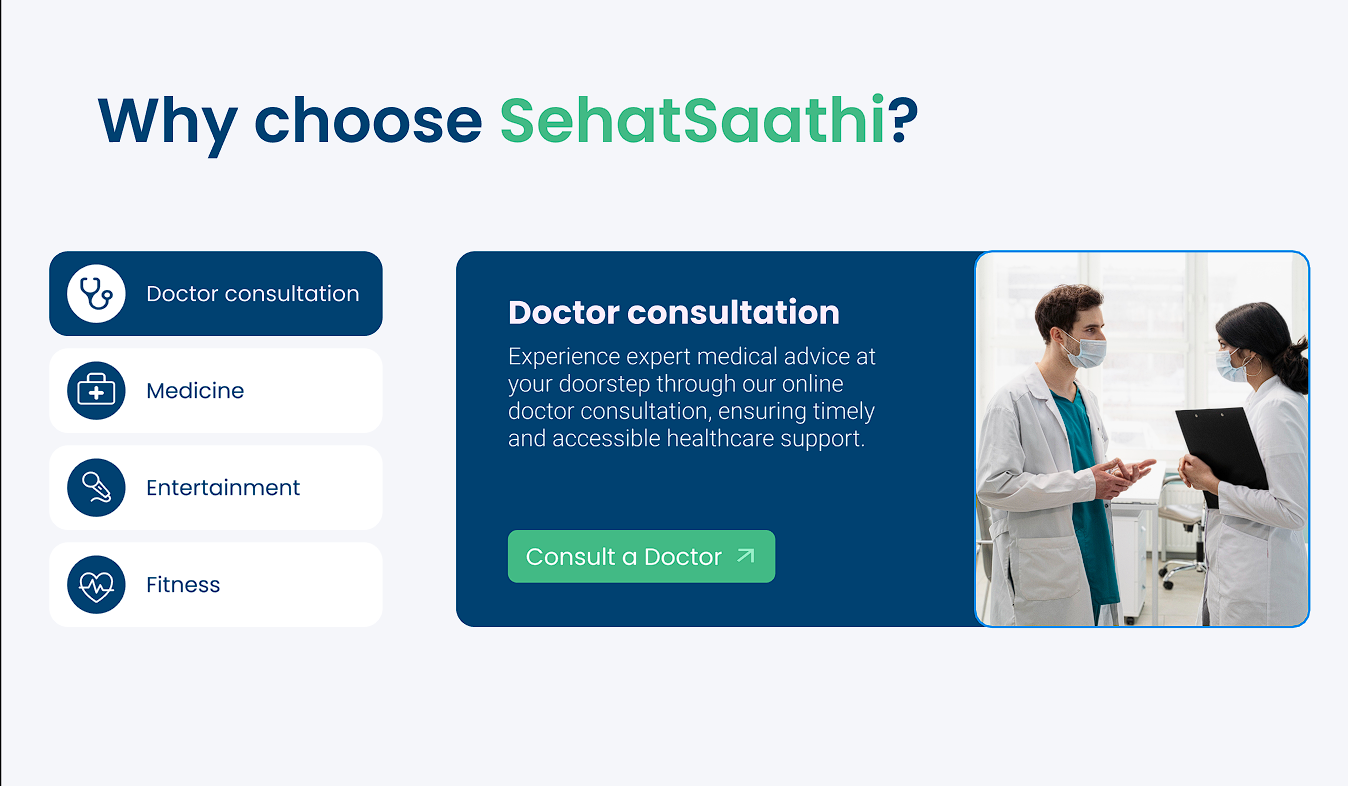 Why choose SehatSaathi?
Doctor consultation
Medicine
Entertainment
Fitness
Doctor consultation
Experience expert medical advice at
your doorstep through our online
doctor consultation, ensuring timely
and accessible healthcare support.
Consult a Doctor